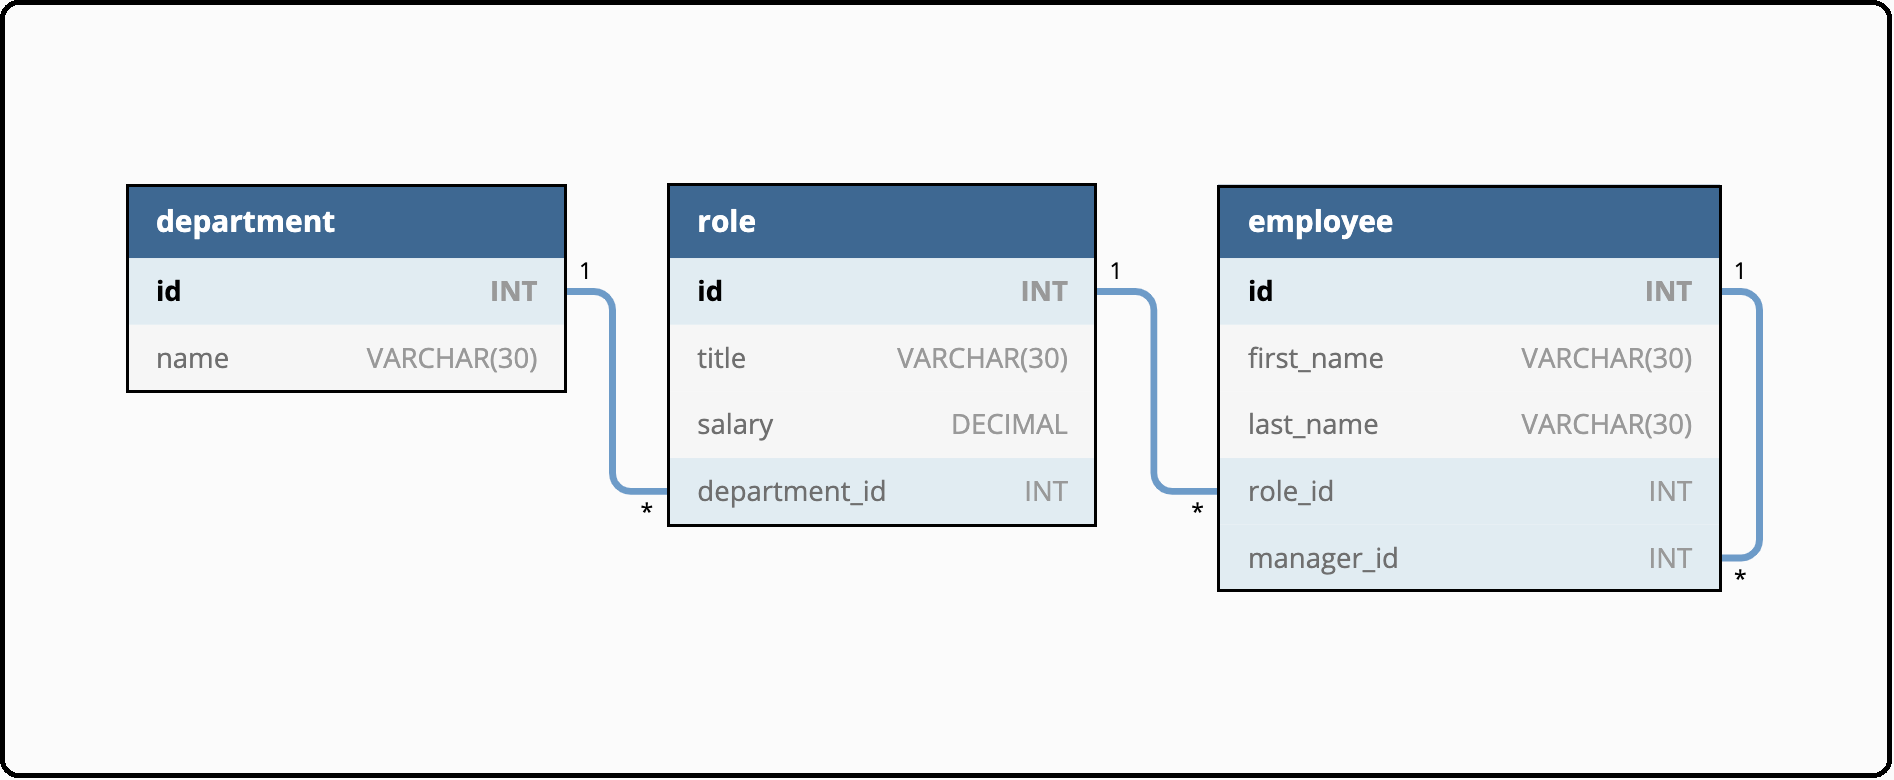 department
id INT
name VARCHAR(30)
1
*
role
id INT
title VARCHAR(30)
salary DECIMAL
department_id INT
1
*
employee
id INT
first_name VARCHAR(30)
last_name VARCHAR(30)
role_id INT
manager_id INT
1
*